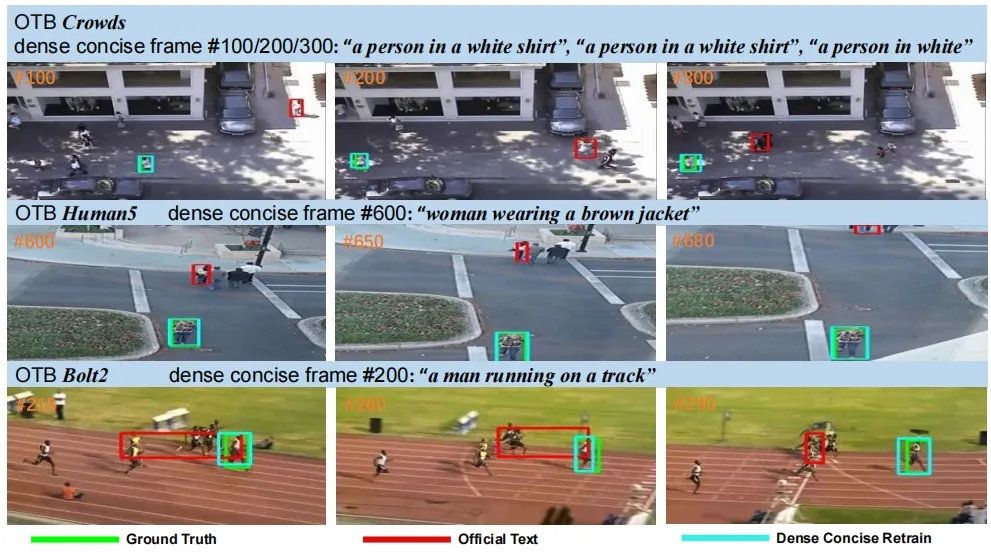 OTB Crowds
dense concise frame #100/200/300: “a person in a white shirt”, “a person in a white shirt”, “a person in white”
#100 #200 #300
OTB Human5 dense concise frame #600: “woman wearing a brown jacket”
#600 #650 #680
OTB Bolt2 dense concise frame #200: “a man running on a track”
#210 #260 #290
Ground Truth Official Text Dense Concise Retrain